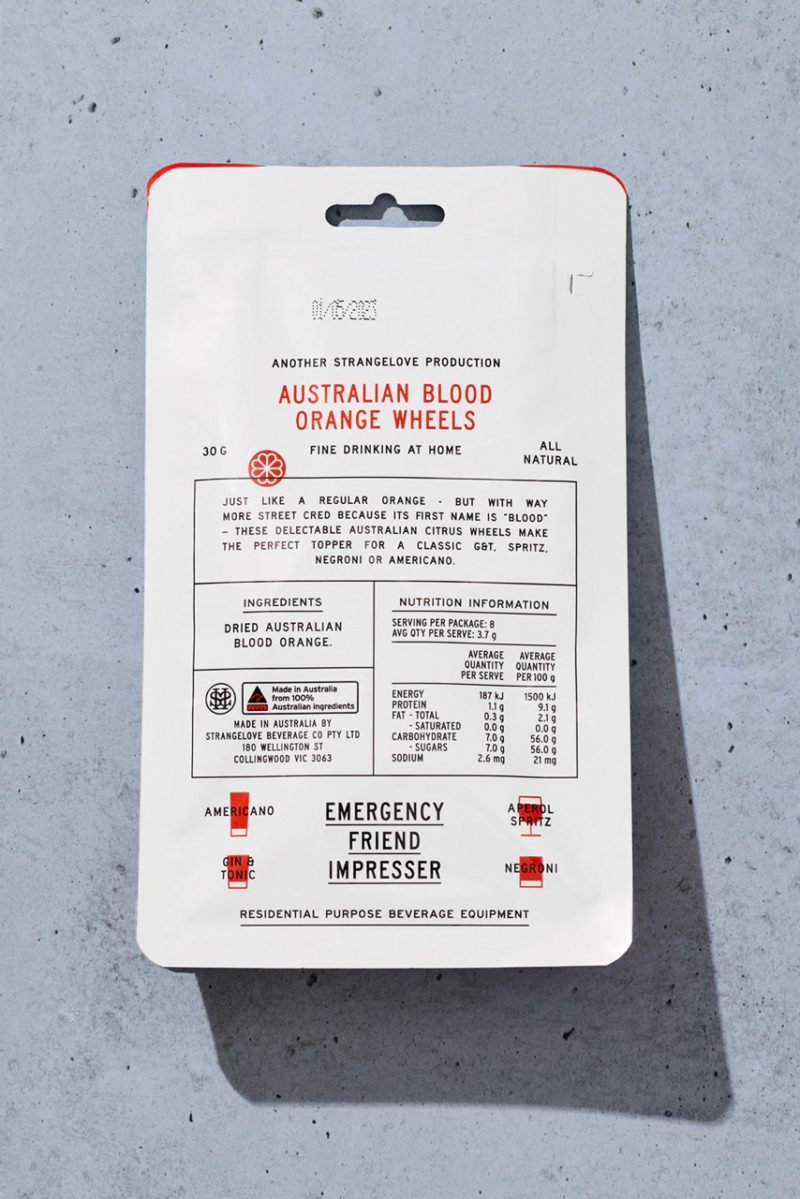 01/05/2023
ANOTHER STRANGELOVE PRODUCTION
AUSTRALIAN BLOOD
ORANGE WHEELS
30 G
FINE DRINKING AT HOME
ALL
NATURAL
JUST LIKE A REGULAR ORANGE - BUT WITH WAY
MORE STREET CRED BECAUSE ITS FIRST NAME IS "BLOOD"
– THESE DELECTABLE AUSTRALIAN CITRUS WHEELS MAKE
THE PERFECT TOPPER FOR A CLASSIC G&T, SPRITZ,
NEGRONI OR AMERICANO.
INGREDIENTS
DRIED AUSTRALIAN
BLOOD ORANGE.
Made in Australia
from 100%
Australian ingredients
MADE IN AUSTRALIA BY
STRANGELOVE BEVERAGE CO PTY LTD
180 WELLINGTON ST
COLLINGWOOD VIC 3063
NUTRITION INFORMATION
SERVING PER PACKAGE: 8
AVG QTY PER SERVE: 3.7 g
AVERAGE QUANTITY PER SERVE
AVERAGE QUANTITY PER 100 g
ENERGY 187 kJ 1500 kJ
PROTEIN 1.1 g 9.1 g
FAT - TOTAL 0.3 g 2.1 g
- SATURATED 0.0 g 0.0 g
CARBOHYDRATE 7.0 g 56.0 g
- SUGARS 7.0 g 56.0 g
SODIUM 2.6 mg 21 mg
AMERICANO
GIN &
TONIC
EMERGENCY
FRIEND
IMPRESSER
APEROL
SPRITZ
NEGRONI
RESIDENTIAL PURPOSE BEVERAGE EQUIPMENT